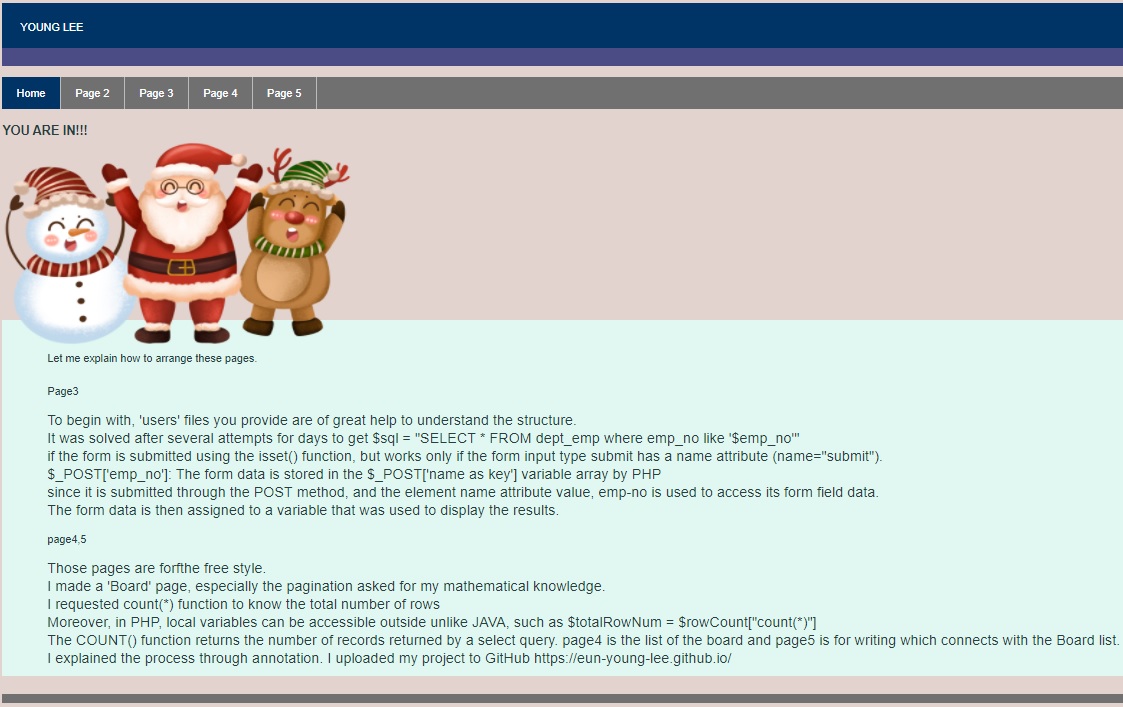 YOUNG LEE
Home Page 2 Page 3 Page 4 Page 5
YOU ARE IN!!!
Let me explain how to arrange these pages.
Page3
To begin with, 'users' files you provide are of great help to understand the structure.
It was solved after several attempts for days to get $sql = "SELECT * FROM dept_emp where emp_no like '$emp_no'"
if the form is submitted using the isset() function, but works only if the form input type submit has a name attribute (name="submit").
$_POST['emp_no']: The form data is stored in the $_POST['name as key'] variable array by PHP
since it is submitted through the POST method, and the element name attribute value, emp-no is used to access its form field data.
The form data is then assigned to a variable that was used to display the results.
page4,5
Those pages are forfthe free style.
I made a 'Board' page, especially the pagination asked for my mathematical knowledge.
I requested count(*) function to know the total number of rows
Moreover, in PHP, local variables can be accessible outside unlike JAVA, such as $totalRowNum = $rowCount["count(*)"]
The COUNT() function returns the number of records returned by a select query. page4 is the list of the board and page5 is for writing which connects with the Board list.
I explained the process through annotation. I uploaded my project to GitHub https://eun-young-lee.github.io/